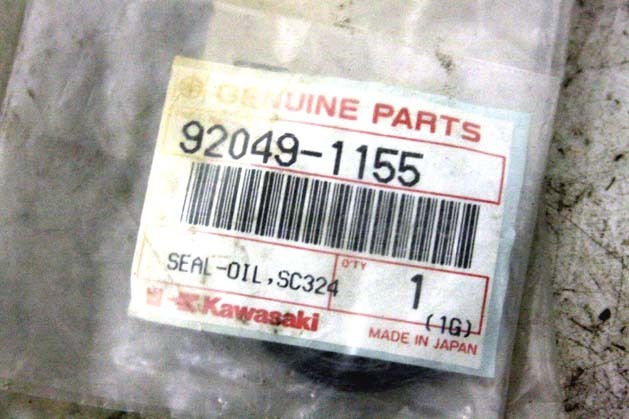 GENUINE PARTS
92049-1155
SEAL-OIL,SC324
Q'TY
1
(1G)
Kawasaki
MADE IN JAPAN